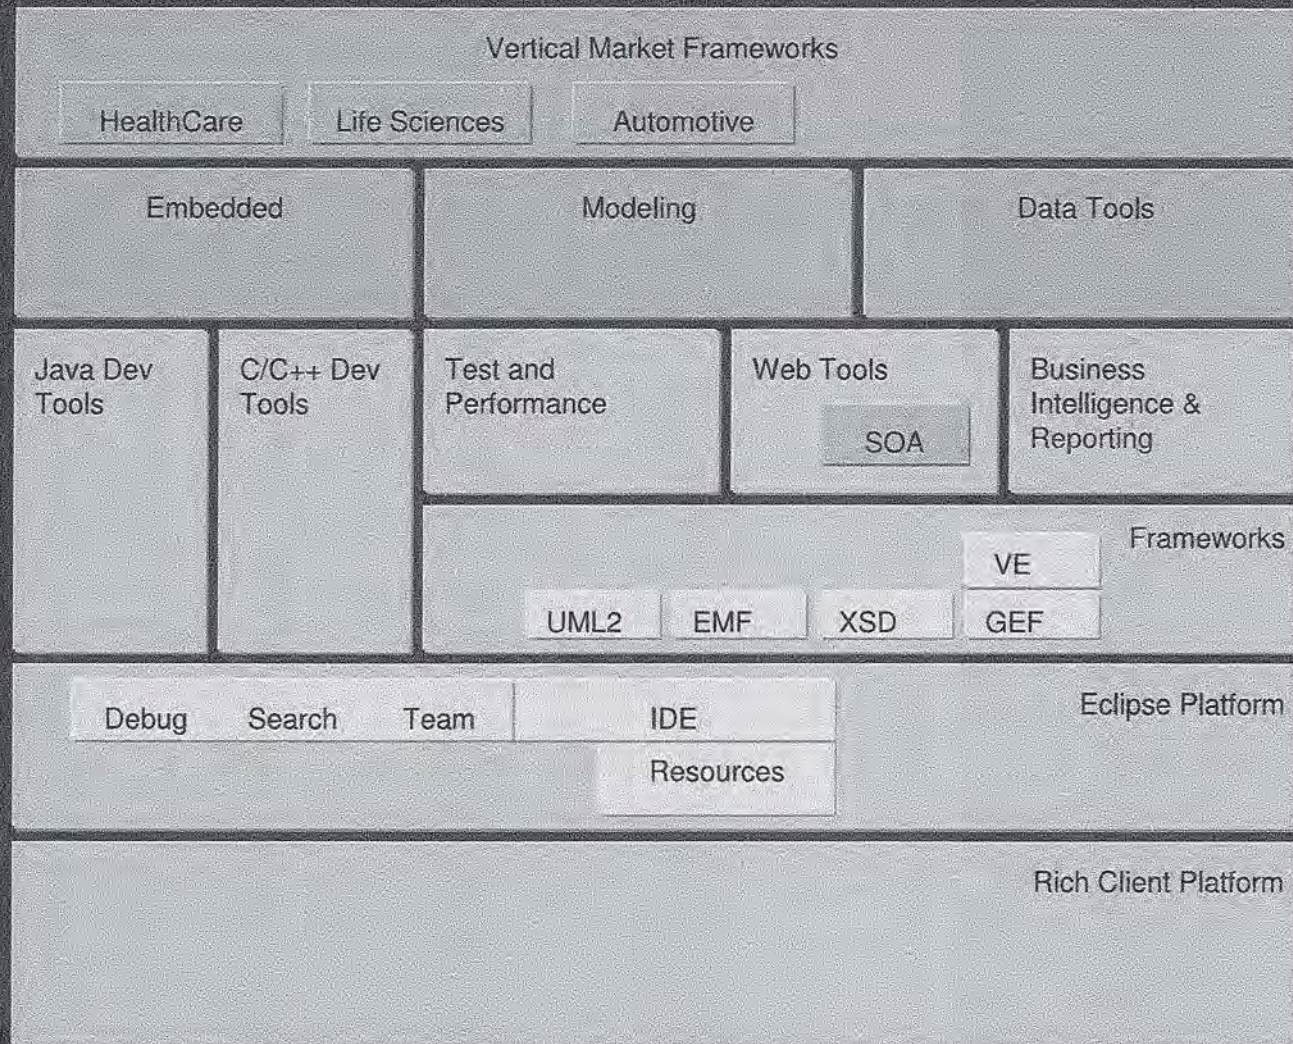 Vertical Market Frameworks
HealthCare
Life Sciences
Automotive
Embedded
Modeling
Data Tools
Java Dev
Tools
C/C++ Dev
Tools
Test and
Performance
Web Tools
SOA
Business
Intelligence &
Reporting
Frameworks
VE
UML2
EMF
XSD
GEF
Eclipse Platform
Debug
Search
Team
IDE
Resources
Rich Client Platform